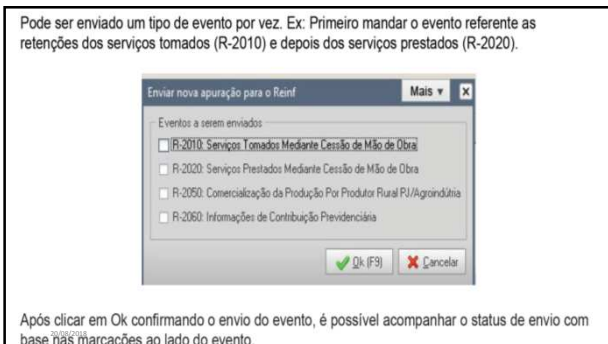 Pode ser enviado um tipo de evento por vez. Ex: Primeiro mandar o evento referente as
retenções dos serviços tomados (R-2010) e depois dos serviços prestados (R-2020).
Enviar nova apuração para o Reinf
Mais
Eventos a serem enviados
R-2010: Serviços Tomados Mediante Cessão de Mão de Obra
R-2020: Serviços Prestados Mediante Cessão de Mão de Obra
R-2050: Comercialização da Produção Por Produtor Rural PJ/Agroindútria
R-2060: Informações de Contribuição Previdenciária
Ok (F9)
Cancelar
Após clicar em Ok confirmando o envio do evento, é possível acompanhar o status de envio com
base nas marcações ao lado do evento.
20/08/2018